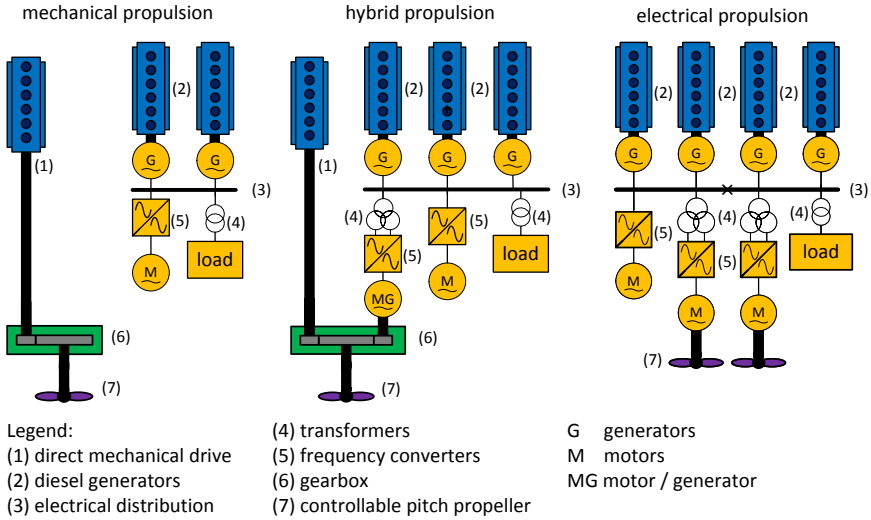 mechanical propulsion
hybrid propulsion
electrical propulsion
(2)
(2)
(2)
(2)
(1)
G
G
(3)
(5)
(4)
M
load
(6)
(7)
(1)
G
G
G
(3)
(4)
(5)
(4)
(5)
load
MG
M
(6)
(7)
G
G
G
G
(3)
(4)
(4)
(5)
(5)
load
M
M
M
(7)
Legend:
(1) direct mechanical drive
(2) diesel generators
(3) electrical distribution
(4) transformers
(5) frequency converters
(6) gearbox
(7) controllable pitch propeller
G generators
M motors
MG motor / generator